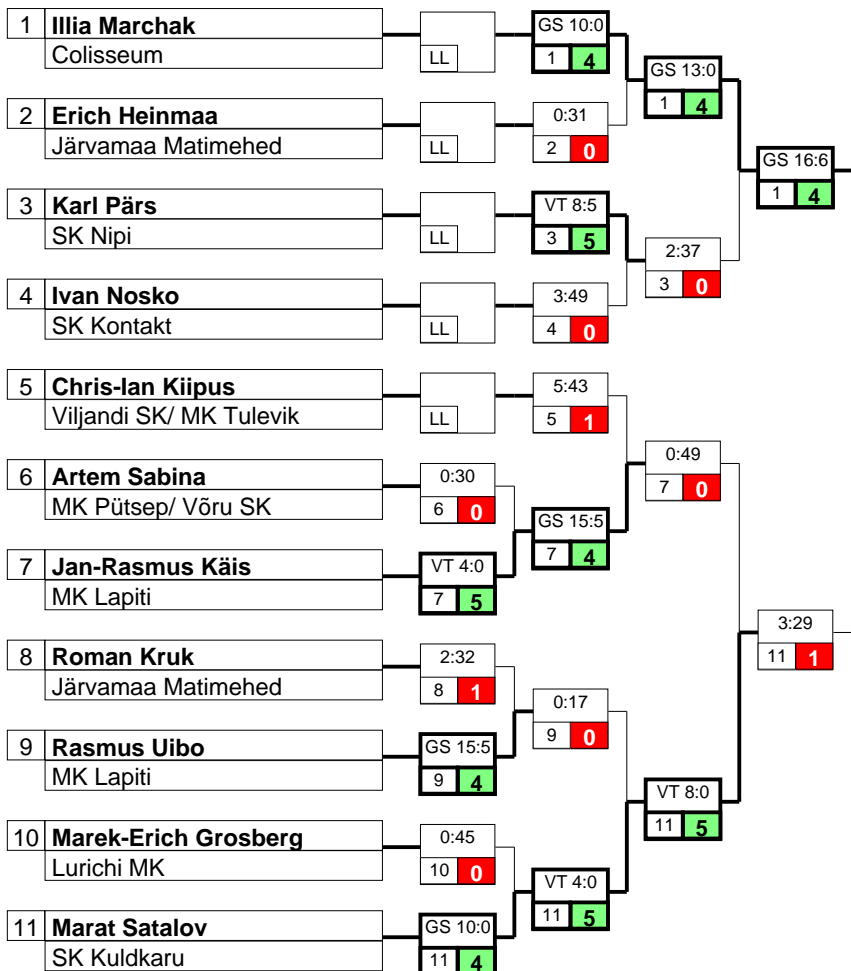 1 Illia Marchak
Colisseum
LL
GS 10:0
1 4
GS 13:0
1 4
2 Erich Heinmaa
Järvamaa Matimehed
LL
0:31
2 0
GS 16:6
1 4
3 Karl Pärs
SK Nipi
LL
VT 8:5
3 5
2:37
3 0
4 Ivan Nosko
SK Kontakt
LL
3:49
4 0
5 Chris-Ian Kiipus
Viljandi SK/ MK Tulevik
LL
5:43
5 1
0:49
7 0
6 Artem Sabina
MK Pütsep/ Võru SK
0:30
6 0
GS 15:5
7 4
7 Jan-Rasmus Käis
MK Lapiti
VT 4:0
7 5
3:29
11 1
8 Roman Kruk
Järvamaa Matimehed
2:32
8 1
0:17
9 0
9 Rasmus Uibo
MK Lapiti
GS 15:5
9 4
VT 8:0
11 5
10 Marek-Erich Grosberg
Lurichi MK
0:45
10 0
VT 4:0
11 5
11 Marat Satalov
SK Kuldkaru
GS 10:0
11 4